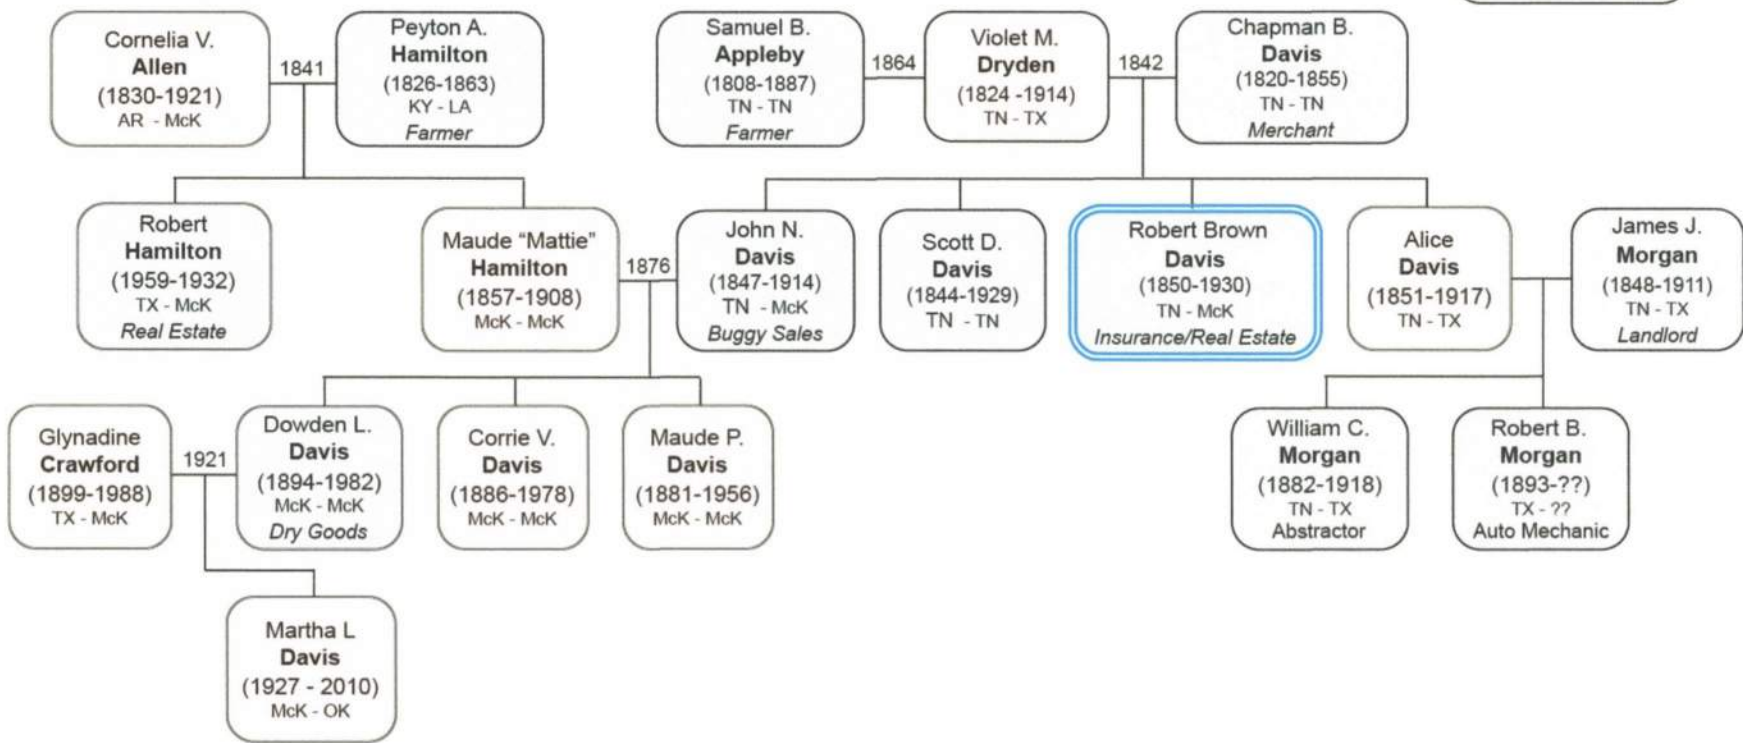 Cornelia V.
Allen
(1830-1921)
AR - McK
1841
Peyton A.
Hamilton
(1826-1863)
KY - LA
Farmer
Samuel B.
Appleby
(1808-1887)
TN - TN
Farmer
1864
Violet M.
Dryden
(1824 -1914)
TN - TX
1842
Chapman B.
Davis
(1820-1855)
TN - TN
Merchant
Robert
Hamilton
(1959-1932)
TX - McK
Real Estate
Maude “Mattie”
Hamilton
(1857-1908)
McK - McK
1876
John N.
Davis
(1847-1914)
TN - McK
Buggy Sales
Scott D.
Davis
(1844-1929)
TN - TN
Robert Brown
Davis
(1850-1930)
TN - McK
Insurance/Real Estate
Alice
Davis
(1851-1917)
TN - TX
James J.
Morgan
(1848-1911)
TN - TX
Landlord
Glynadine
Crawford
(1899-1988)
TX - McK
1921
Dowden L.
Davis
(1894-1982)
McK - McK
Dry Goods
Corrie V.
Davis
(1886-1978)
McK - McK
Maude P.
Davis
(1881-1956)
McK - McK
William C.
Morgan
(1882-1918)
TN - TX
Abstractor
Robert B.
Morgan
(1893-??)
TX - ??
Auto Mechanic
Martha L
Davis
(1927 - 2010)
McK - OK